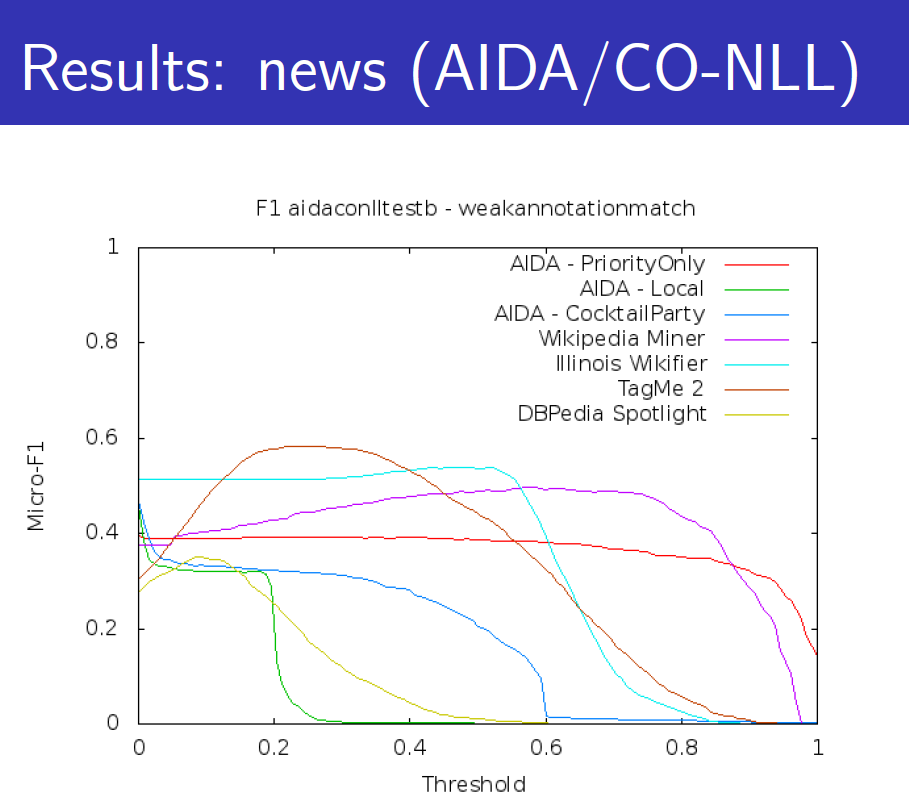 Results: news (AIDA/CO-NLL)
F1 aidaconlltestb - weakannotationmatch
AIDA - PriorityOnly
AIDA - Local
AIDA - CocktailParty
Wikipedia Miner
Illinois Wikifier
TagMe 2
DBPedia Spotlight
Micro-F1
1
0.8
0.6
0.4
0.2
0
0 0.2 0.4 0.6 0.8 1
Threshold